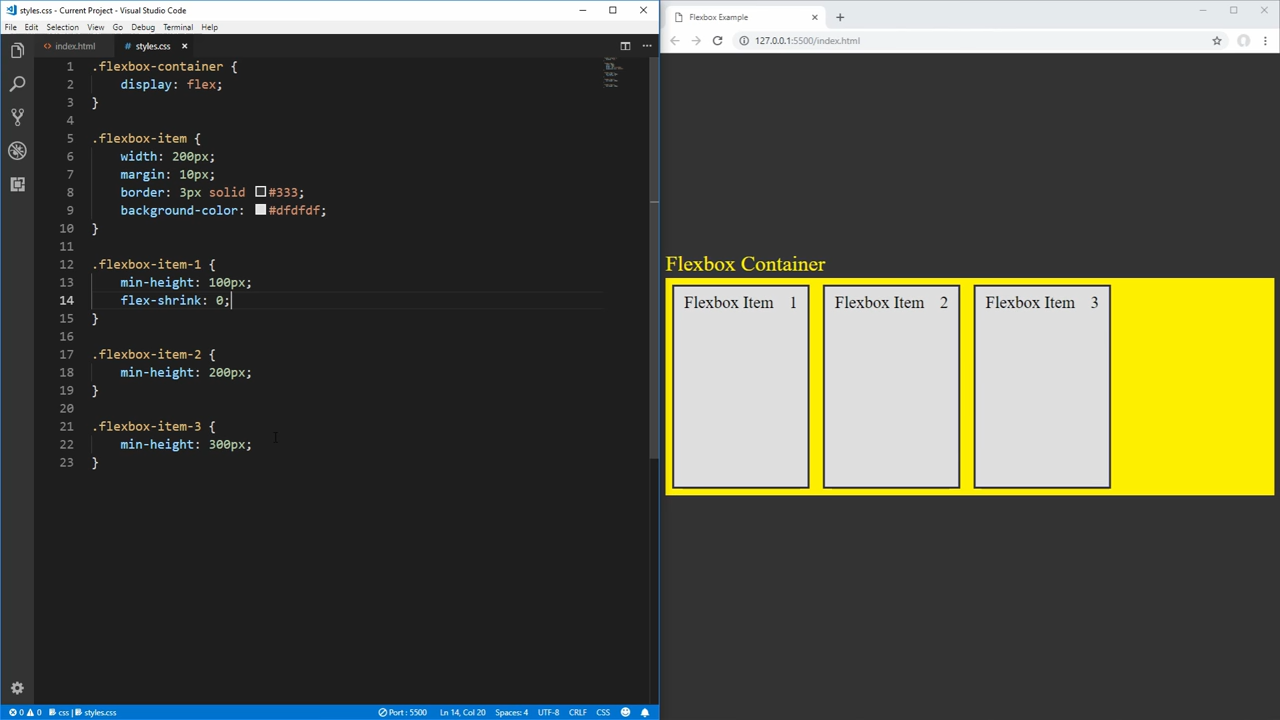 styles.css - Current Project - Visual Studio Code
File Edit Selection View Go Debug Terminal Help
index.html
# styles.css ×
1 .flexbox-container {
2 display: flex;
3 }
4
5 .flexbox-item {
6 width: 200px;
7 margin: 10px;
8 border: 3px solid #333;
9 background-color: #dfdfdf;
10 }
11
12 .flexbox-item-1 {
13 min-height: 100px;
14 flex-shrink: 0;
15 }
16
17 .flexbox-item-2 {
18 min-height: 200px;
19 }
20
21 .flexbox-item-3 {
22 min-height: 300px;
23 }
0 0 css | styles.css Port : 5500 Ln 14, Col 20 Spaces: 4 UTF-8 CRLF CSS
Flexbox Example
127.0.0.1:5500/index.html
Flexbox Container
Flexbox Item 1
Flexbox Item 2
Flexbox Item 3